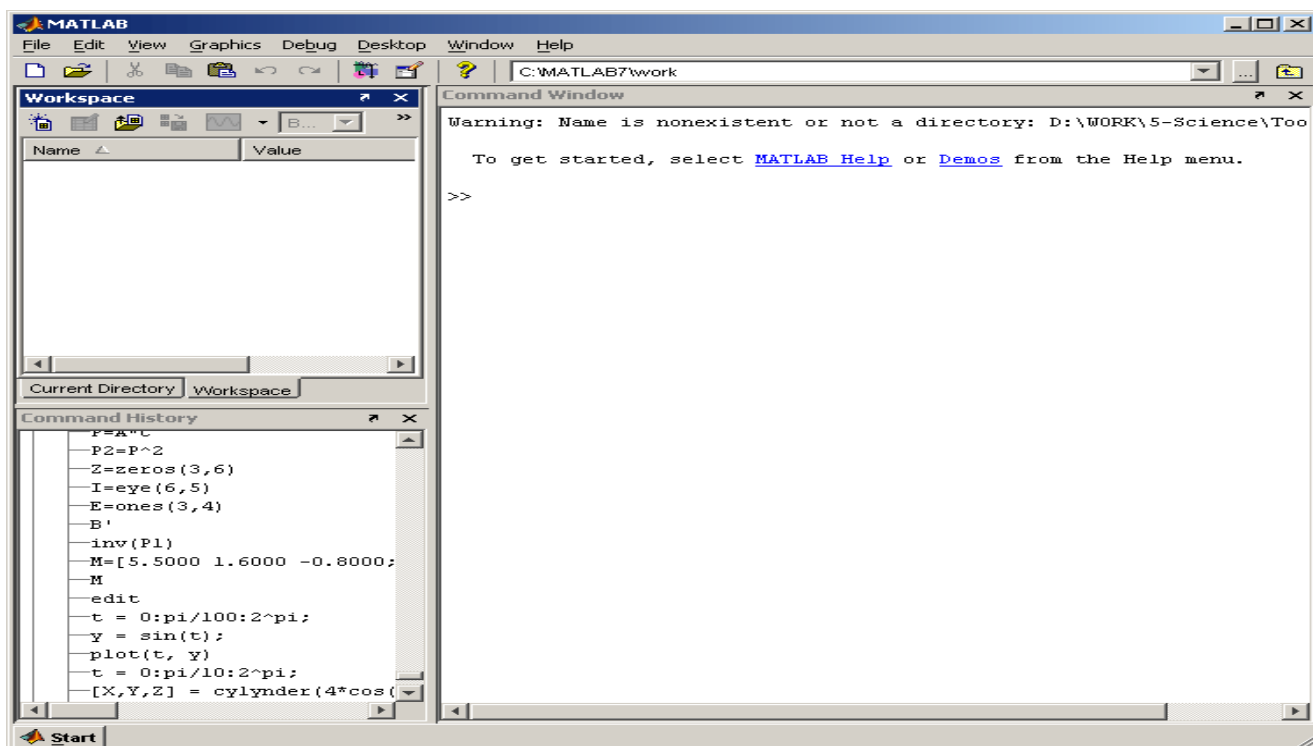 MATLAB
File Edit View Graphics Debug Desktop Window Help
C:\MATLAB7\work
Workspace
B...
Name Value
Current Directory Workspace
Command History
P=A*C
P2=P^2
Z=zeros(3,6)
I=eye(6,5)
E=ones(3,4)
B'
inv(P1)
M=[5.5000 1.6000 -0.8000;
M
edit
t = 0:pi/100:2^pi;
y = sin(t);
plot(t, y)
t = 0:pi/10:2^pi;
[X,Y,Z] = cylynder(4*cos(
Command Window
Warning: Name is nonexistent or not a directory: D:\WORK\5-Science\Too
To get started, select MATLAB Help or Demos from the Help menu.
>>
Start